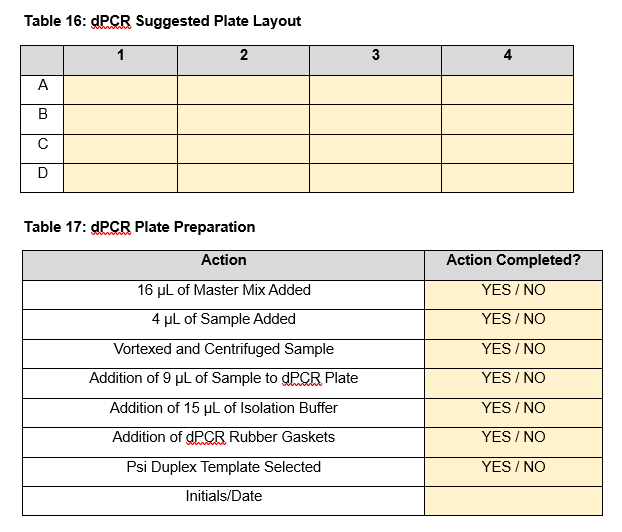 Table 16: dPCR Suggested Plate Layout
1 2 3 4
A
B
C
D
Table 17: dPCR Plate Preparation
Action Action Completed?
16 µL of Master Mix Added YES / NO
4 µL of Sample Added YES / NO
Vortexed and Centrifuged Sample YES / NO
Addition of 9 µL of Sample to dPCR Plate YES / NO
Addition of 15 µL of Isolation Buffer YES / NO
Addition of dPCR Rubber Gaskets YES / NO
Psi Duplex Template Selected YES / NO
Initials/Date